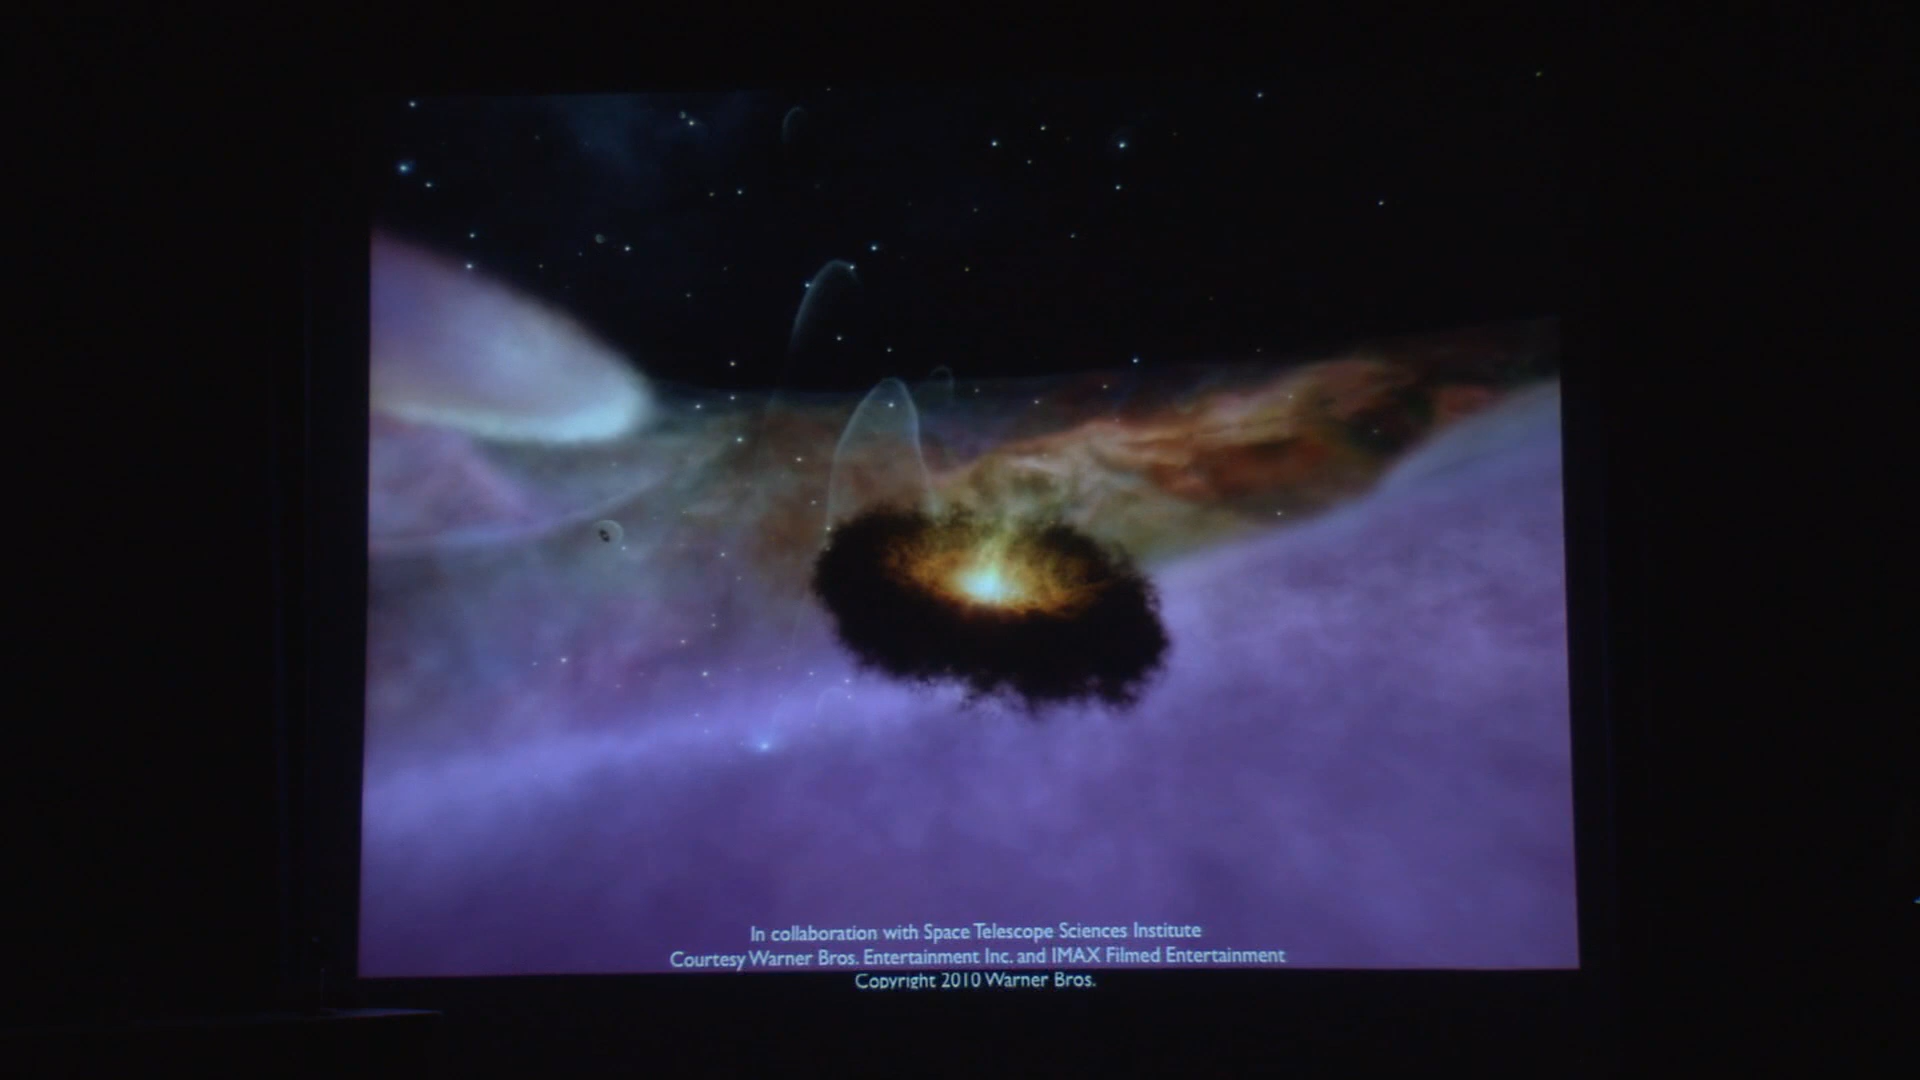 In collaboration with Space Telescope Sciences Institute
Courtesy Warner Bros. Entertainment Inc. and IMAX Filmed Entertainment
Copyright 2010 Warner Bros.